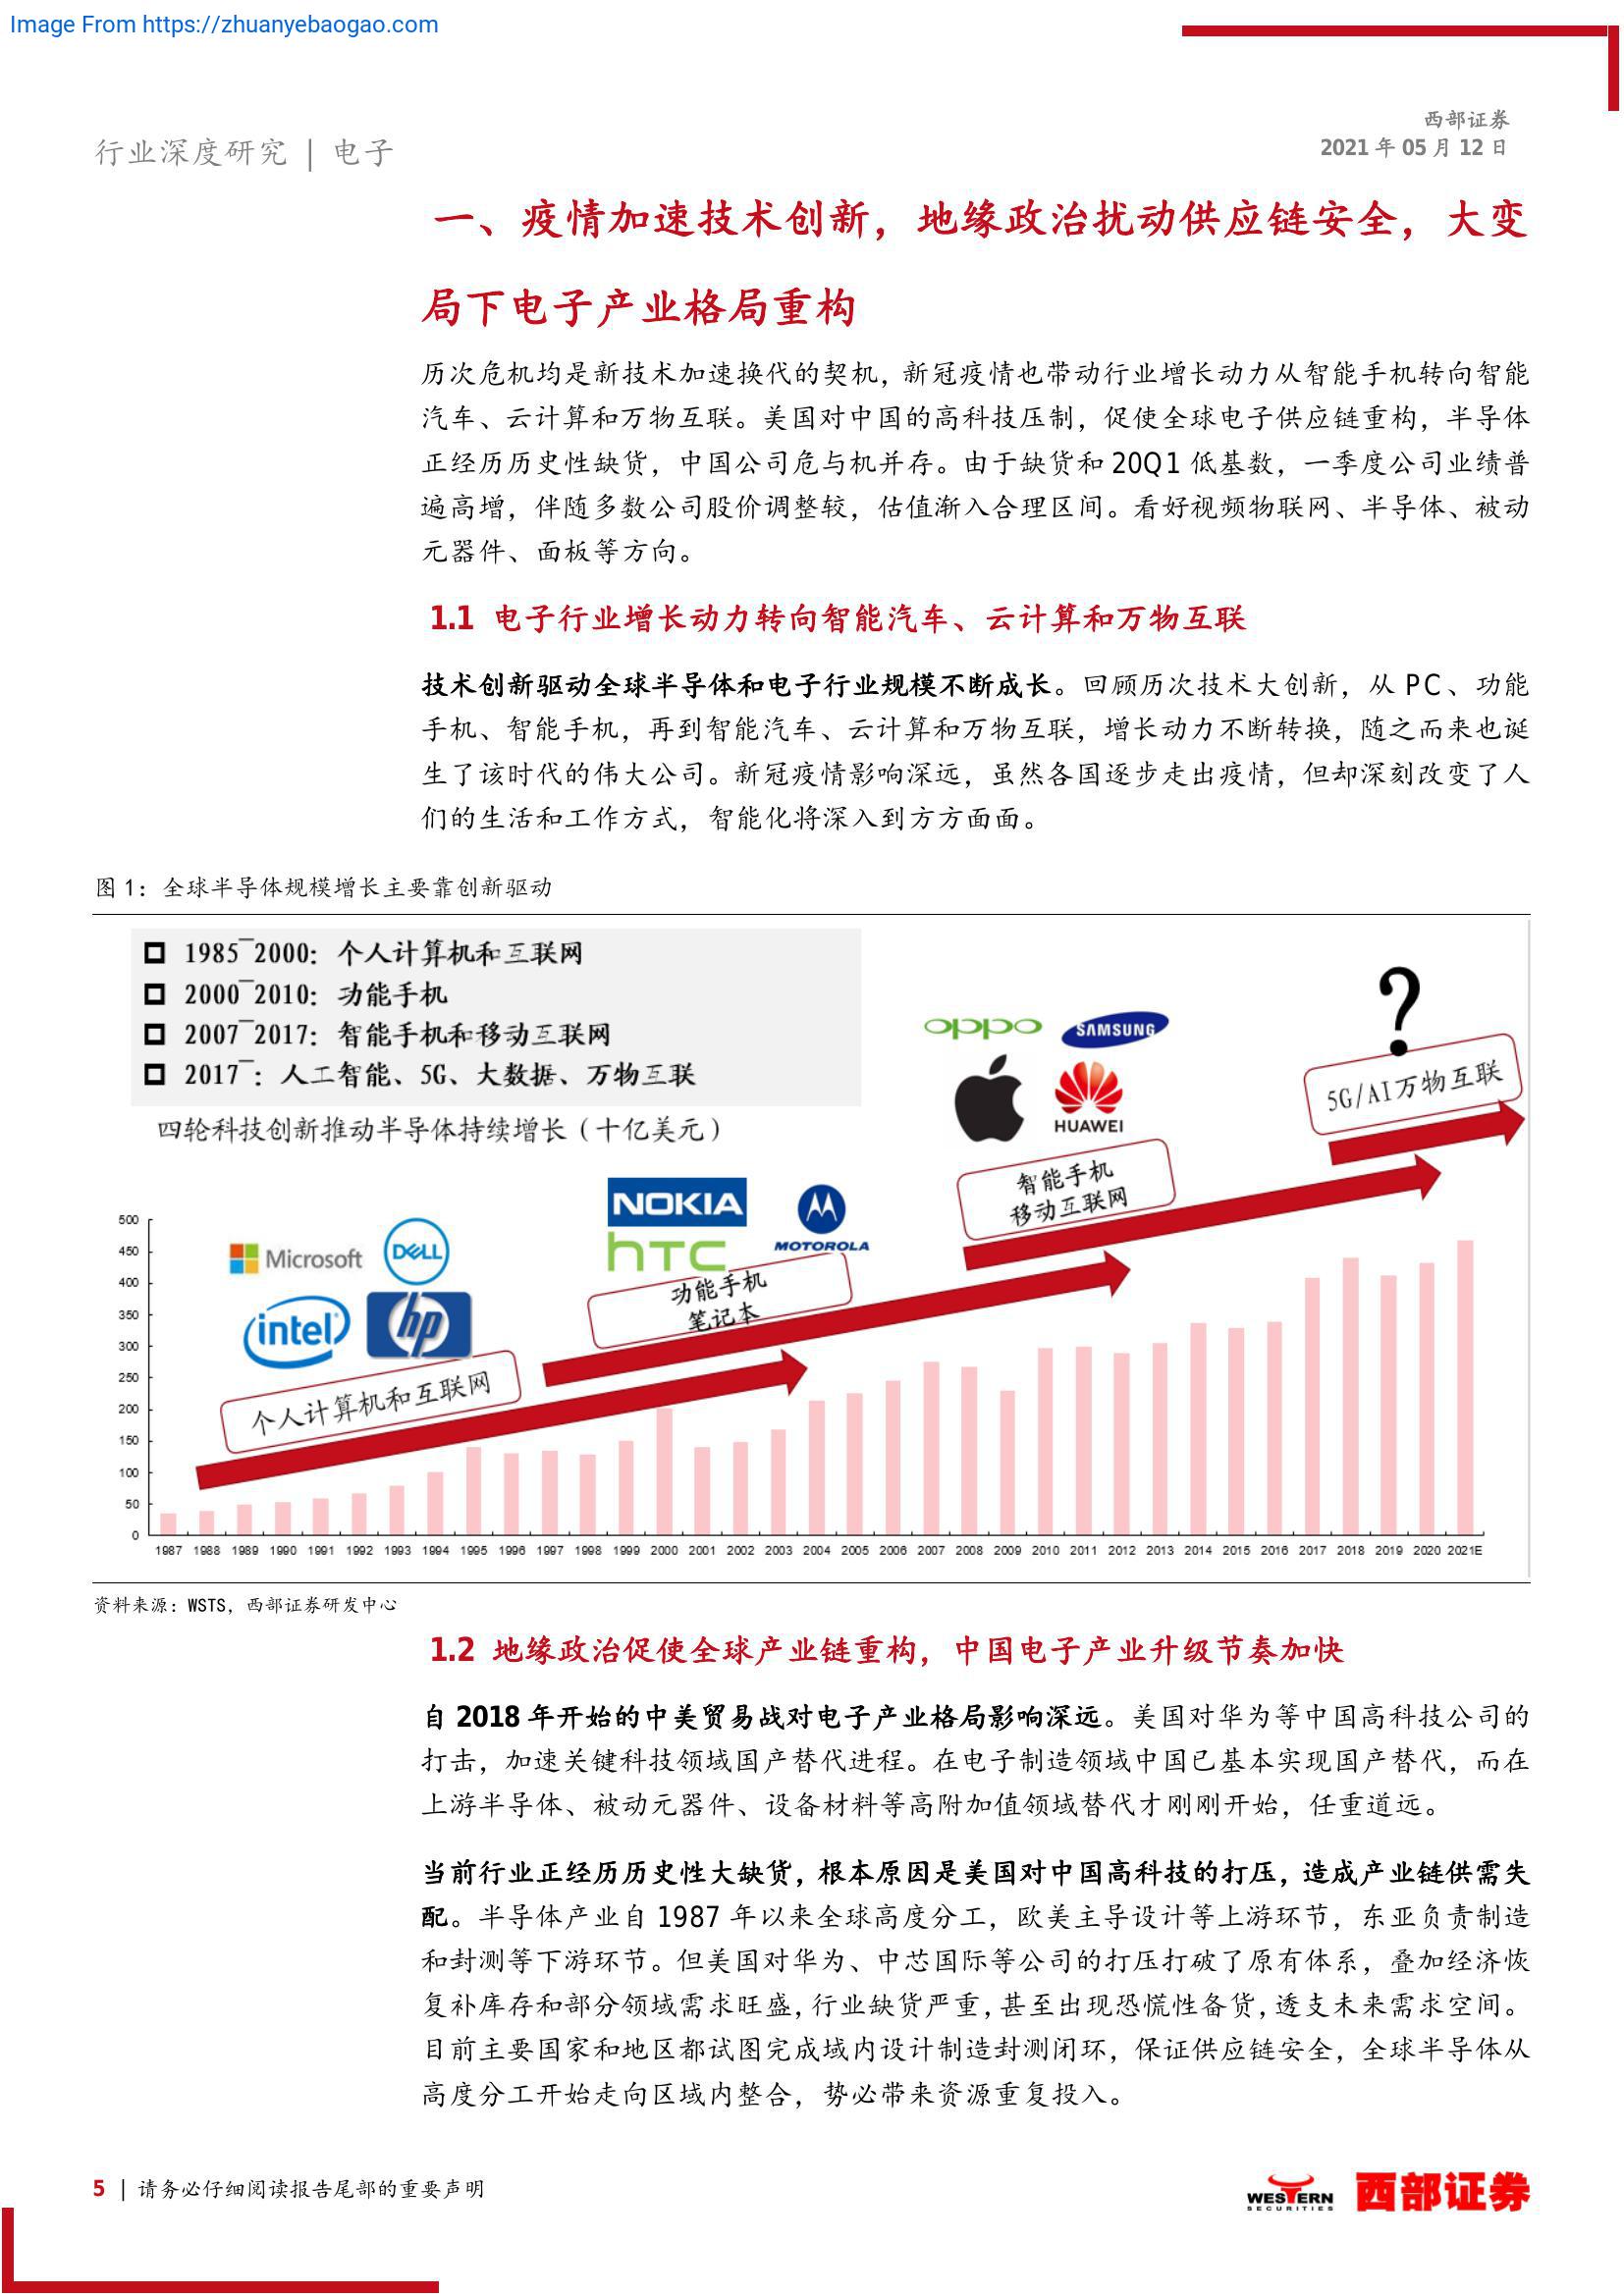 Image From https://zhuanyebaogao.com
西部证券
行业深度研究 | 电子
2021 年 05 月 12 日
一、疫情加速技术创新，地缘政治扰动供应链安全，大变
局下电子产业格局重构
历次危机均是新技术加速换代的契机，新冠疫情也带动行业增长动力从智能手机转向智能
汽车、云计算和万物互联。美国对中国的高科技压制，促使全球电子供应链重构，半导体
正经历历史性缺货，中国公司危与机并存。由于缺货和 20Q1 低基数，一季度公司业绩普
遍高增，伴随多数公司股价调整较，估值渐入合理区间。看好视频物联网、半导体、被动
元器件、面板等方向。
1.1 电子行业增长动力转向智能汽车、云计算和万物互联
技术创新驱动全球半导体和电子行业规模不断成长。回顾历次技术大创新，从 PC、功能
手机、智能手机，再到智能汽车、云计算和万物互联，增长动力不断转换，随之而来也诞
生了该时代的伟大公司。新冠疫情影响深远，虽然各国逐步走出疫情，但却深刻改变了人
们的生活和工作方式，智能化将深入到方方面面。
图 1：全球半导体规模增长主要靠创新驱动
1985¯2000：个人计算机和互联网
2000¯2010：功能手机
2007¯2017：智能手机和移动互联网
2017¯：人工智能、5G、大数据、万物互联
四轮科技创新推动半导体持续增长（十亿美元）
oppo SAMSUNG
HUAWEI
?
5G/AI万物互联
智能手机
移动互联网
NOKIA
hTC
MOTOROLA
功能手机
笔记本
Microsoft DELL
intel hp
个人计算机和互联网
500
450
400
350
300
250
200
150
100
50
0
1987 1988 1989 1990 1991 1992 1993 1994 1995 1996 1997 1998 1999 2000 2001 2002 2003 2004 2005 2006 2007 2008 2009 2010 2011 2012 2013 2014 2015 2016 2017 2018 2019 2020 2021E
资料来源：WSTS，西部证券研发中心
1.2 地缘政治促使全球产业链重构，中国电子产业升级节奏加快
自 2018 年开始的中美贸易战对电子产业格局影响深远。美国对华为等中国高科技公司的
打击，加速关键科技领域国产替代进程。在电子制造领域中国已基本实现国产替代，而在
上游半导体、被动元器件、设备材料等高附加值领域替代才刚刚开始，任重道远。
当前行业正经历历史性大缺货，根本原因是美国对中国高科技的打压，造成产业链供需失
配。半导体产业自 1987 年以来全球高度分工，欧美主导设计等上游环节，东亚负责制造
和封测等下游环节。但美国对华为、中芯国际等公司的打压打破了原有体系，叠加经济恢
复补库存和部分领域需求旺盛，行业缺货严重，甚至出现恐慌性备货，透支未来需求空间。
目前主要国家和地区都试图完成域内设计制造封测闭环，保证供应链安全，全球半导体从
高度分工开始走向区域内整合，势必带来资源重复投入。
5 | 请务必仔细阅读报告尾部的重要声明
WESTERN
SECURITIES
西部证券